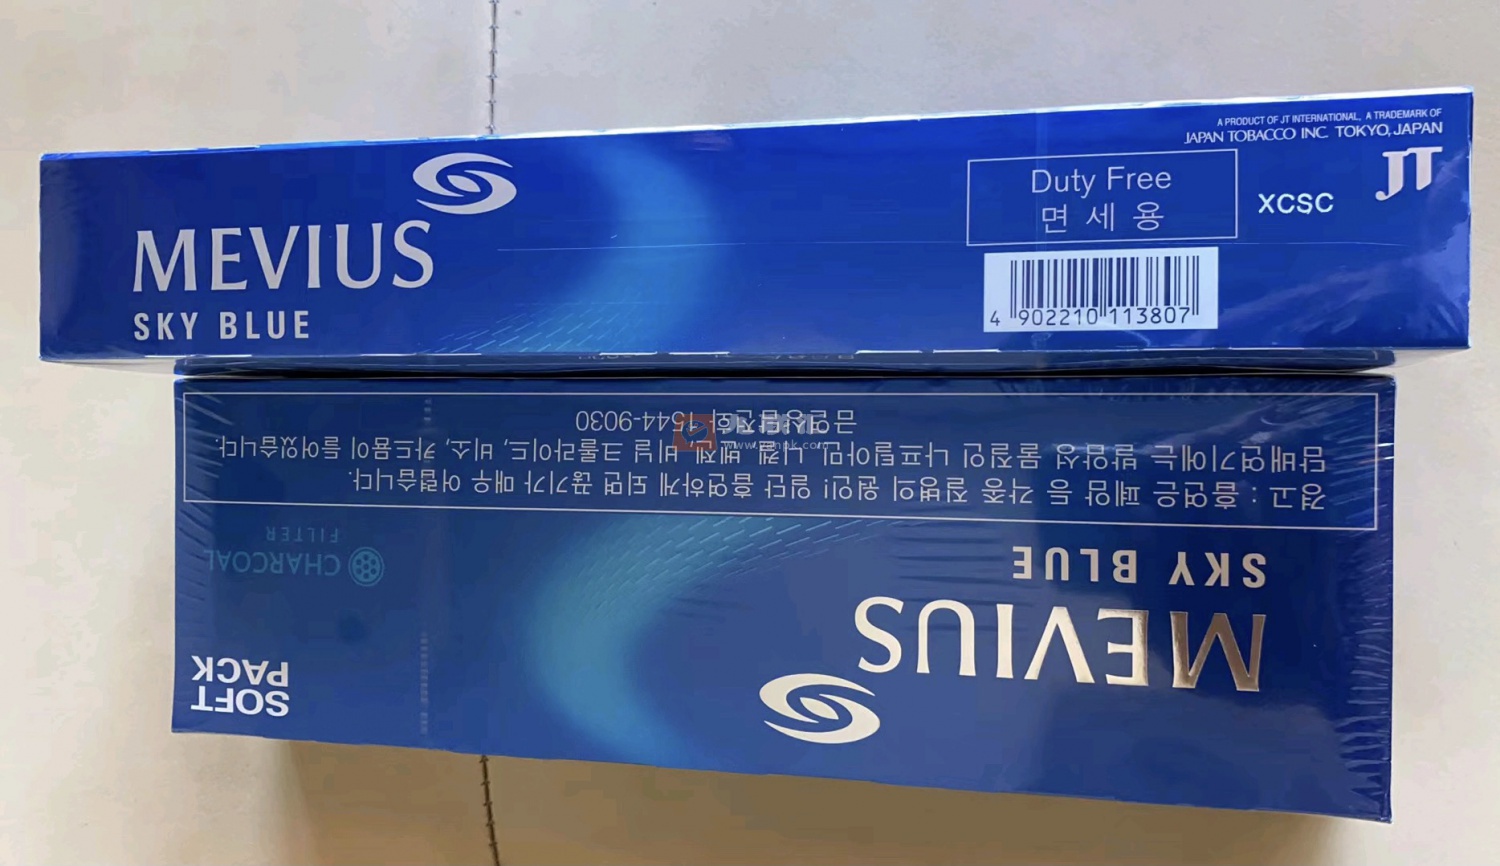 A PRODUCT OF JT INTERNATIONAL, A TRADEMARK OF
JAPAN TOBACCO INC. TOKYO, JAPAN
JT
Duty Free
면 세 용
XCSC
MEVIUS
SKY BLUE
4 902210 113807
경고 : 흡연은 폐암 등 각종 질병의 원인! 일단 흡연하게 되면 끊기가 매우 어렵습니다.
담배연기에는 발암성 물질인 나프틸아민, 니켈, 벤젠, 비닐 크롤라이드, 비소, 카드뮴이 들어있습니다.
금연상담전화 1544-9030
CHARCOAL
FILTER
SKY BLUE
MEVIUS
SOFT
PACK